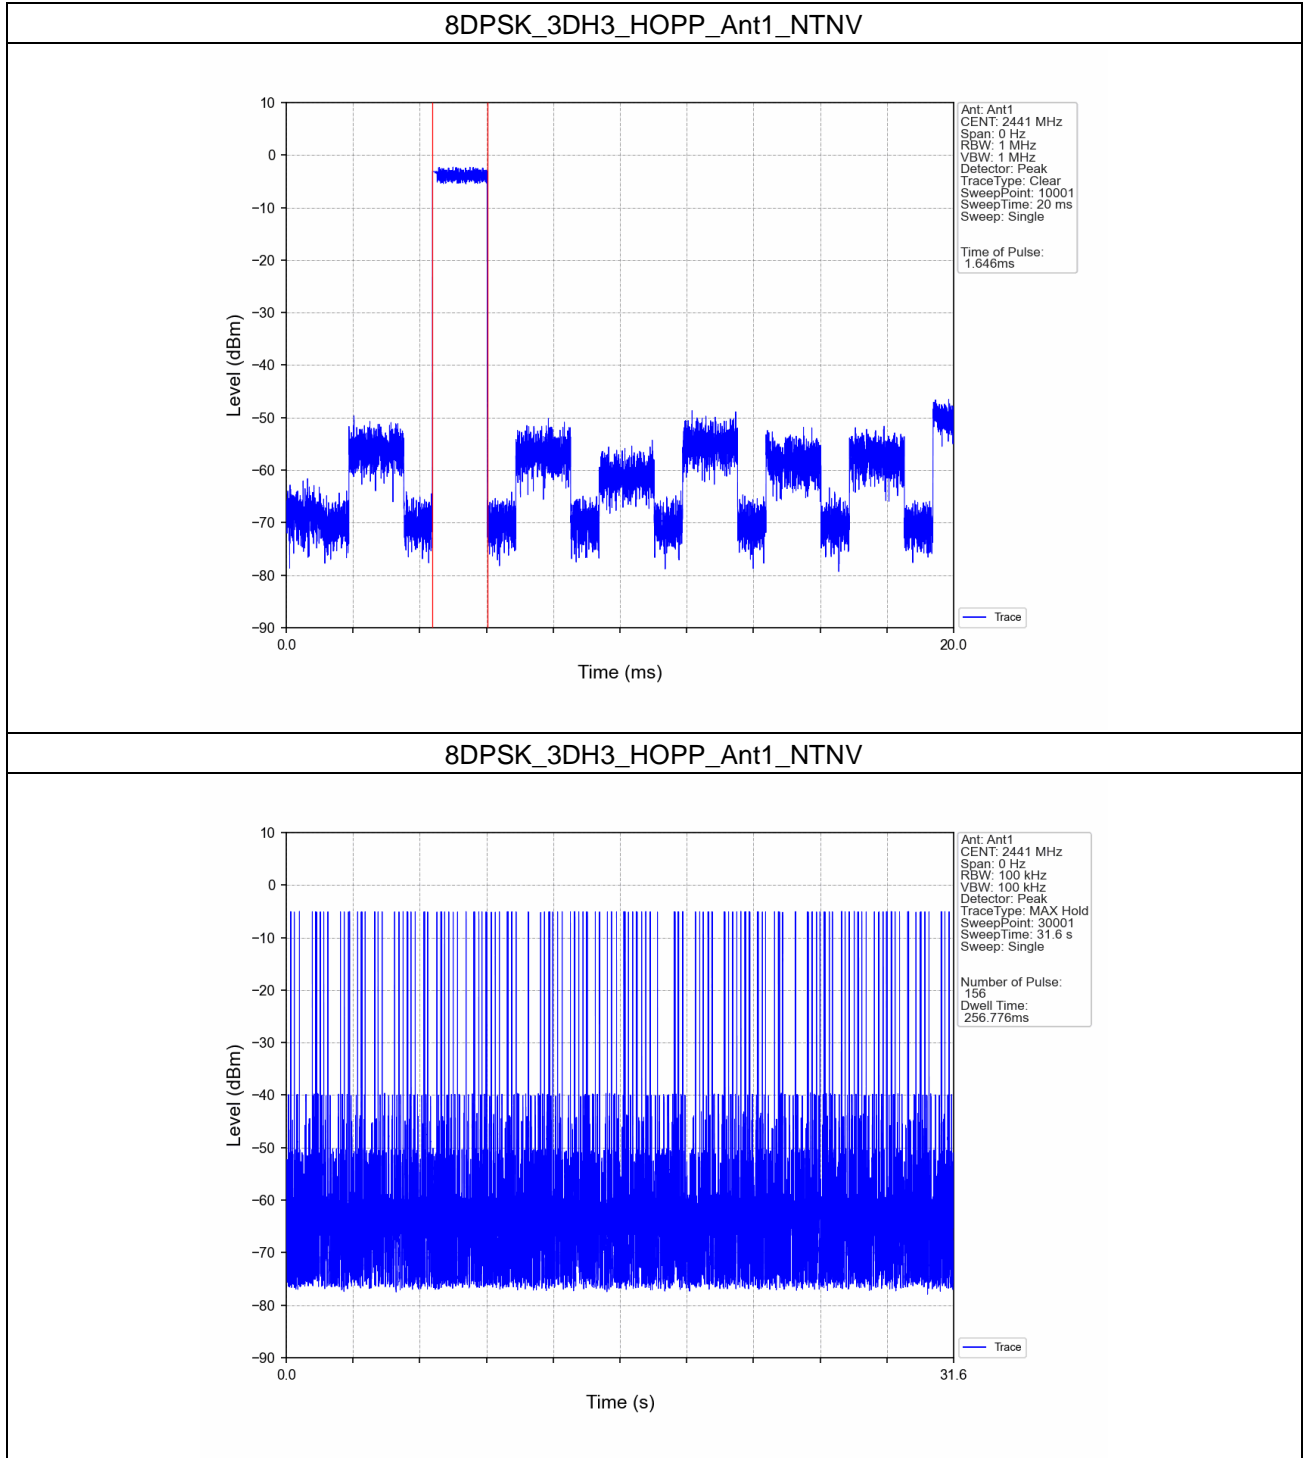 8DPSK_3DH3_HOPP_Ant1_NTNV
10
0
−10
−20
−30
−40
−50
−60
−70
−80
−90
Level (dBm)
0.0
20.0
Time (ms)
Ant: Ant1
CENT: 2441 MHz
Span: 0 Hz
RBW: 1 MHz
VBW: 1 MHz
Detector: Peak
TraceType: Clear
SweepPoint: 10001
SweepTime: 20 ms
Sweep: Single
Time of Pulse:
1.646ms
Trace
8DPSK_3DH3_HOPP_Ant1_NTNV
10
0
−10
−20
−30
−40
−50
−60
−70
−80
−90
Level (dBm)
0.0
31.6
Time (s)
Ant: Ant1
CENT: 2441 MHz
Span: 0 Hz
RBW: 100 kHz
VBW: 100 kHz
Detector: Peak
TraceType: MAX Hold
SweepPoint: 30001
SweepTime: 31.6 s
Sweep: Single
Number of Pulse:
156
Dwell Time:
256.776ms
Trace